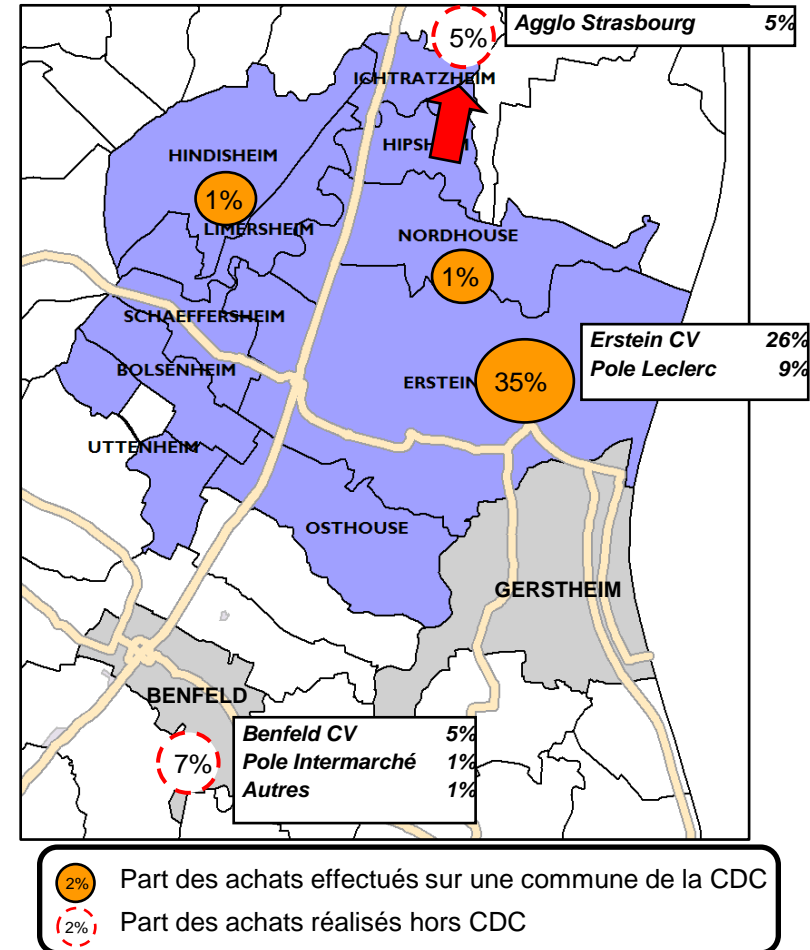 Agglo Strasbourg 5%
5%
ICHTRATZHEIM
HIPSHEIM
HINDISHEIM
1%
LIMERSHEIM
NORDHOUSE
1%
SCHAEFFERSHEIM
Erstein CV 26%
Pole Leclerc 9%
BOLSENHEIM
ERSTEIN
35%
UTTENHEIM
OSTHOUSE
GERSTHEIM
BENFELD
7%
Benfeld CV 5%
Pole Intermarché 1%
Autres 1%
2% Part des achats effectués sur une commune de la CDC
2% Part des achats réalisés hors CDC